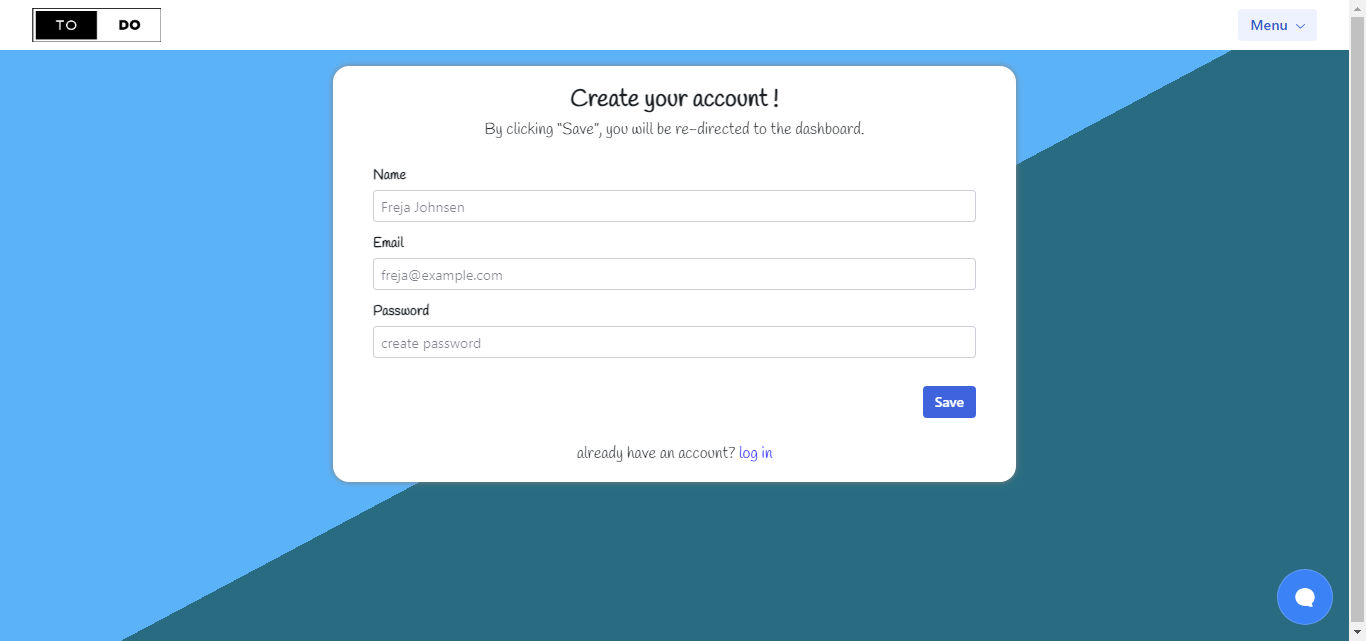 TO DO
Menu
Create your account !
By clicking "Save", you will be re-directed to the dashboard.
Name
Freja Johnsen
Email
freja@example.com
Password
create password
Save
already have an account? log in